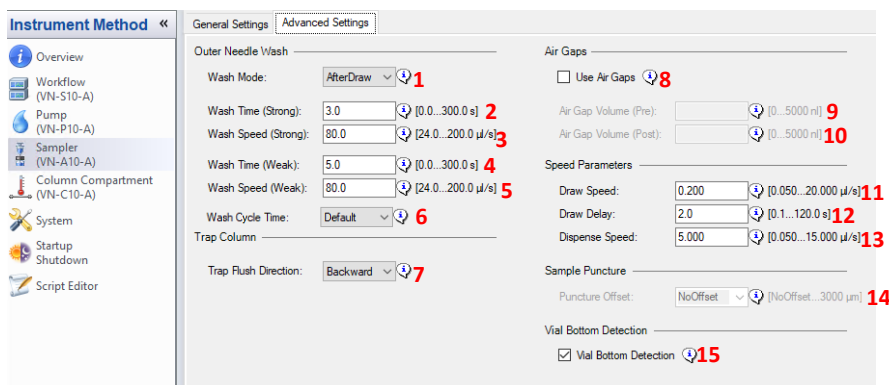 Instrument Method «
Overview
Workflow
(VN-S10-A)
Pump
(VN-P10-A)
Sampler
(VN-A10-A)
Column Compartment
(VN-C10-A)
System
Startup
Shutdown
Script Editor
General Settings Advanced Settings
Outer Needle Wash
Wash Mode: AfterDraw 1
Wash Time (Strong): 3.0 [0.0...300.0 s] 2
Wash Speed (Strong): 80.0 [24.0...200.0 µl/s] 3
Wash Time (Weak): 5.0 [0.0...300.0 s] 4
Wash Speed (Weak): 80.0 [24.0...200.0 µl/s] 5
Wash Cycle Time: Default 6
Trap Column
Trap Flush Direction: Backward 7
Air Gaps
Use Air Gaps 8
Air Gap Volume (Pre): [0...5000 nl] 9
Air Gap Volume (Post): [0...5000 nl] 10
Speed Parameters
Draw Speed: 0.200 [0.050...20.000 µl/s] 11
Draw Delay: 2.0 [0.1...120.0 s] 12
Dispense Speed: 5.000 [0.050...15.000 µl/s] 13
Sample Puncture
Puncture Offset: NoOffset [NoOffset...3000 µm] 14
Vial Bottom Detection
Vial Bottom Detection 15